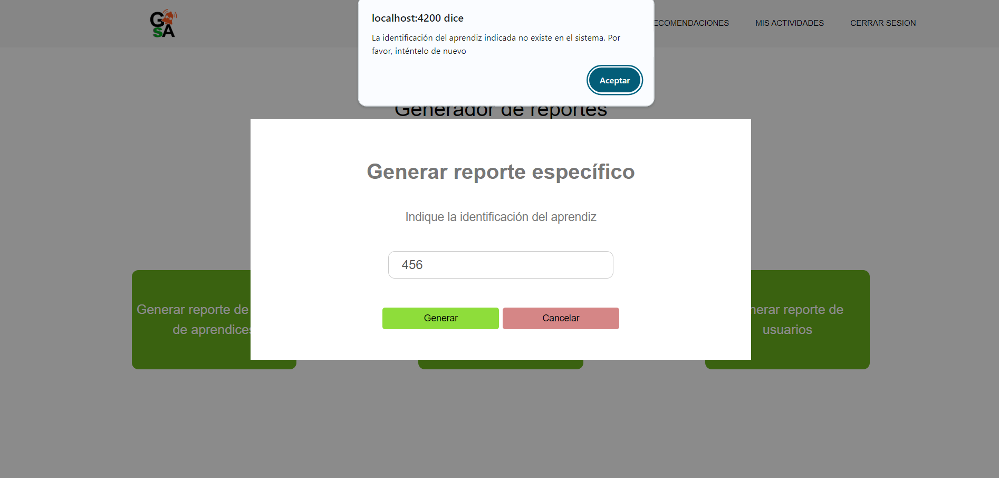 GSA
localhost:4200 dice
La identificación del aprendiz indicada no existe en el sistema. Por
favor, inténtelo de nuevo
Aceptar
MIS ACTIVIDADES
CERRAR SESION
Generador de reportes
Generar reporte específico
Indique la identificación del aprendiz
456
Generar
Cancelar
Generar reporte de
de aprendices
reporte de
usuarios